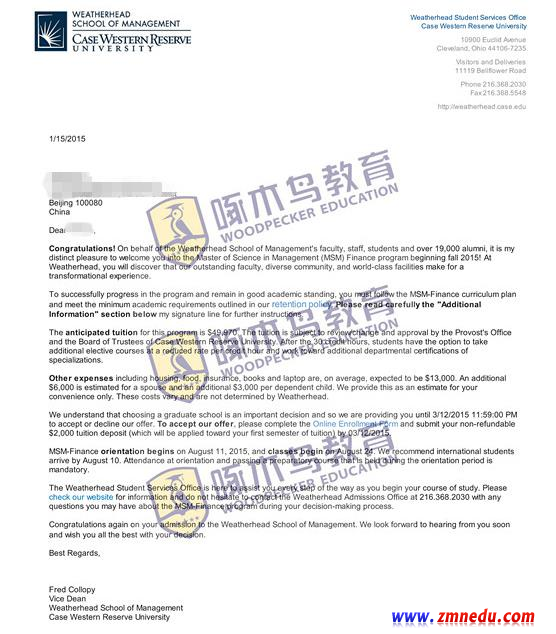 WEATHERHEAD
SCHOOL OF MANAGEMENT
CASE WESTERN RESERVE
UNIVERSITY
Weatherhead Student Services Office
Case Western Reserve University
10900 Euclid Avenue
Cleveland, Ohio 44106-7235
Visitors and Deliveries
11119 Bellflower Road
Phone 216.368.2030
Fax 216.368.5548
http://weatherhead.case.edu
1/15/2015
Beijing 100080
China
Dear
Congratulations! On behalf of the Weatherhead School of Management's faculty, staff, students and over 19,000 alumni, it is my
distinct pleasure to welcome you into the Master of Science in Management (MSM) Finance program beginning fall 2015! At
Weatherhead, you will discover that our outstanding faculty, diverse community, and world-class facilities make for a
transformational experience.
To successfully progress in the program and remain in good academic standing, you must follow the MSM-Finance curriculum plan
and meet the minimum academic requirements outlined in our retention policy. Please read carefully the "Additional
Information" section below my signature line for further instructions.
The anticipated tuition for this program is $49,970. The tuition is subject to review/change and approval by the Provost's Office
and the Board of Trustees of Case Western Reserve University. After the 30 credit hours, students have the option to take
additional elective courses at a reduced rate per credit hour and work toward additional departmental certifications of
specializations.
Other expenses including housing, food, insurance, books and laptop are, on average, expected to be $13,000. An additional
$6,000 is estimated for a spouse and an additional $3,000 per dependent child. We provide this as an estimate for your
convenience only. These costs vary and are not determined by Weatherhead.
We understand that choosing a graduate school is an important decision and so we are providing you until 3/12/2015 11:59:00 PM
to accept or decline our offer. To accept our offer, please complete the Online Enrollment Form and submit your non-refundable
$2,000 tuition deposit (which will be applied toward your first semester of tuition) by 03/12/2015.
MSM-Finance orientation begins on August 11, 2015, and classes begin on August 24. We recommend international students
arrive by August 10. Attendance at orientation and passing a preparatory course that is held during the orientation period is
mandatory.
The Weatherhead Student Services Office is here to assist you every step of the way as you begin your course of study. Please
check our website for information and do not hesitate to contact the Weatherhead Admissions Office at 216.368.2030 with any
questions you may have about the MSM-Finance program during your decision-making process.
Congratulations again on your admission to the Weatherhead School of Management. We look forward to hearing from you soon
and wish you all the best with your decision.
Best Regards,
Fred Collopy
Vice Dean
Weatherhead School of Management
Case Western Reserve University
啄木鸟教育
WOODPECKER EDUCATION
啄木鸟教育
WOODPECKER EDUCATION
啄木鸟教育
WOODPECKER EDUCATION
www.zmnedu.com